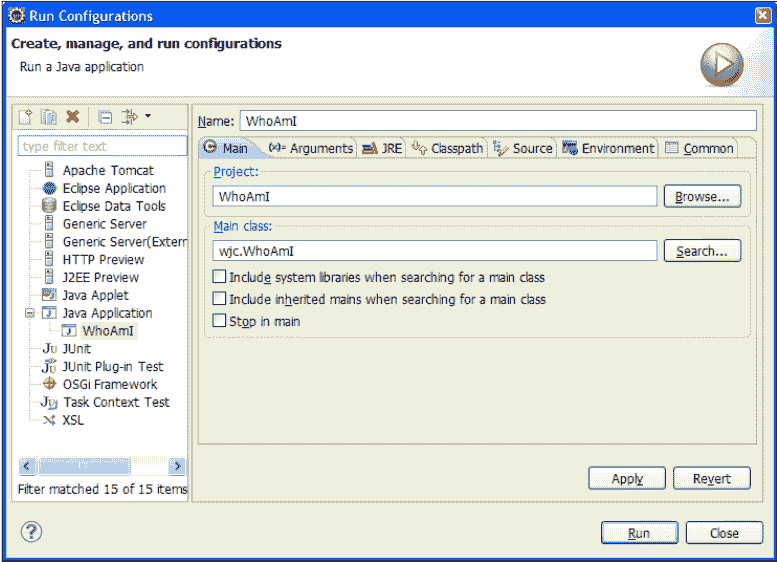 Run Configurations
Create, manage, and run configurations
Run a Java application
type filter text
Apache Tomcat
Eclipse Application
Eclipse Data Tools
Generic Server
Generic Server(Extern
HTTP Preview
J2EE Preview
Java Applet
Java Application
WhoAmI
JUnit
JUnit Plug-in Test
OSGi Framework
Task Context Test
XSL
Filter matched 15 of 15 items
Name: WhoAmI
Main (x)= Arguments JRE Classpath Source Environment Common
Project:
WhoAmI Browse...
Main class:
wjc.WhoAmI Search...
Include system libraries when searching for a main class
Include inherited mains when searching for a main class
Stop in main
Apply Revert
Run Close